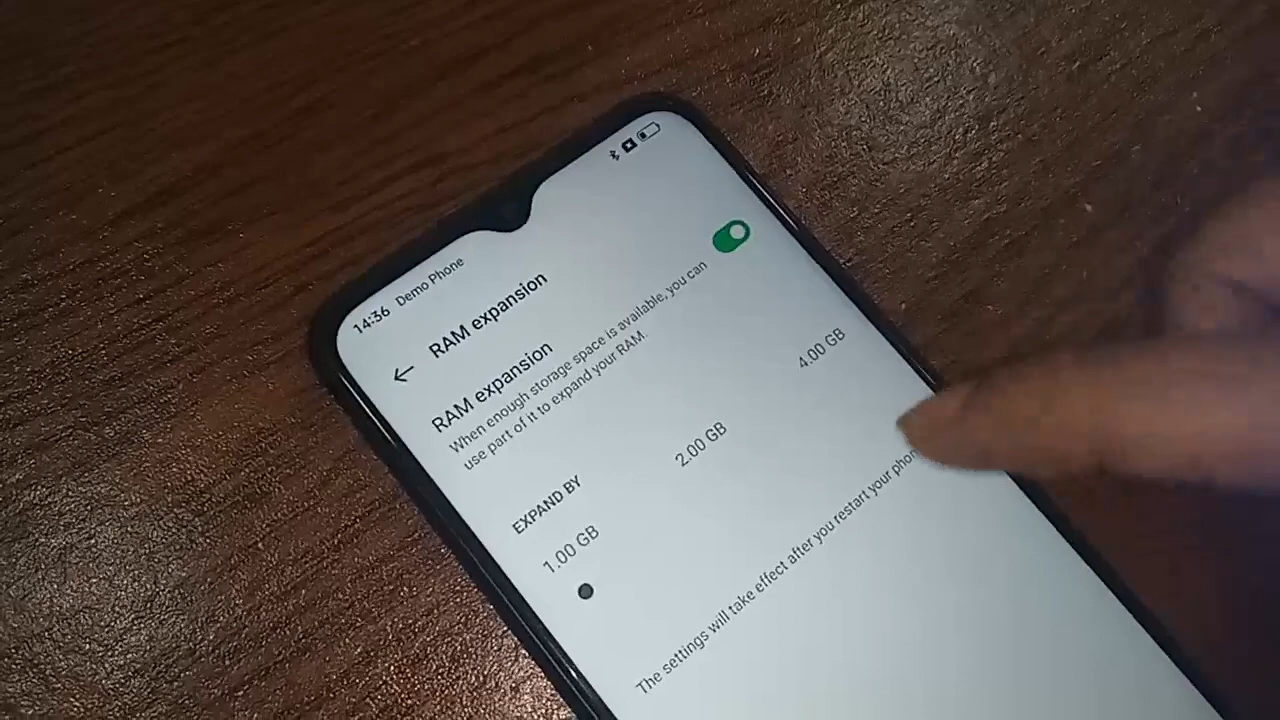 14:36 Demo Phone
RAM expansion
RAM expansion
When enough storage space is available, you can
use part of it to expand your RAM.
EXPAND BY
1.00 GB 2.00 GB 4.00 GB
The settings will take effect after you restart your